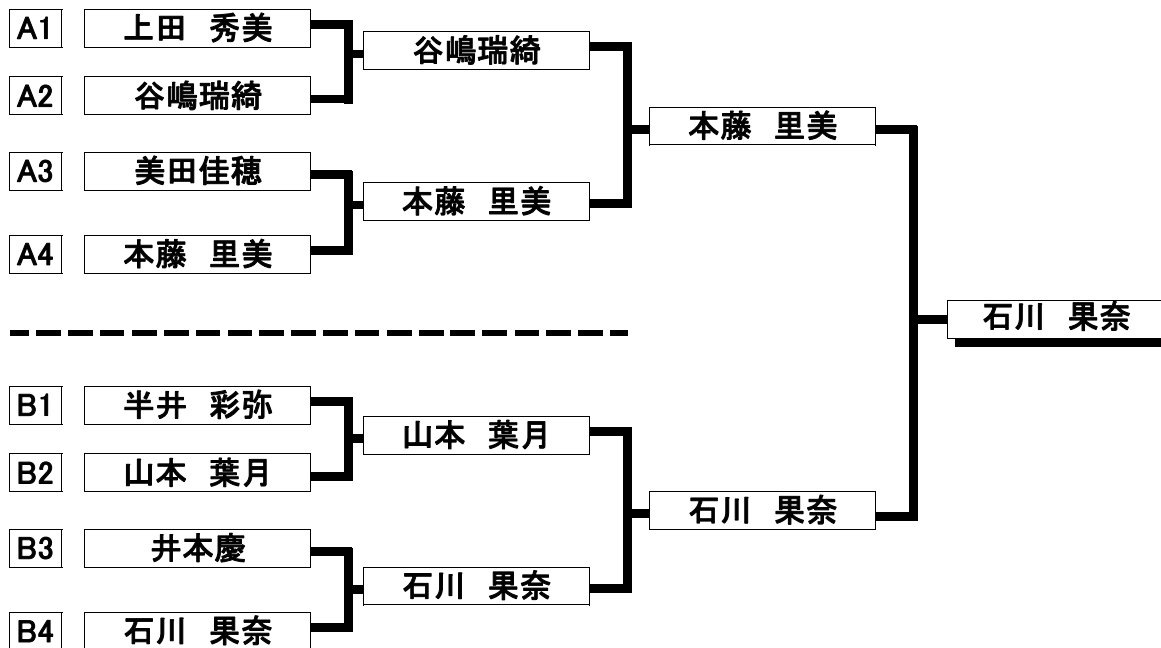 A1 上田　秀美
谷嶋瑞綺
A2 谷嶋瑞綺
本藤　里美
A3 美田佳穂
本藤　里美
A4 本藤　里美
石川　果奈
B1 半井　彩弥
山本　葉月
B2 山本　葉月
石川　果奈
B3 井本慶
石川　果奈
B4 石川　果奈